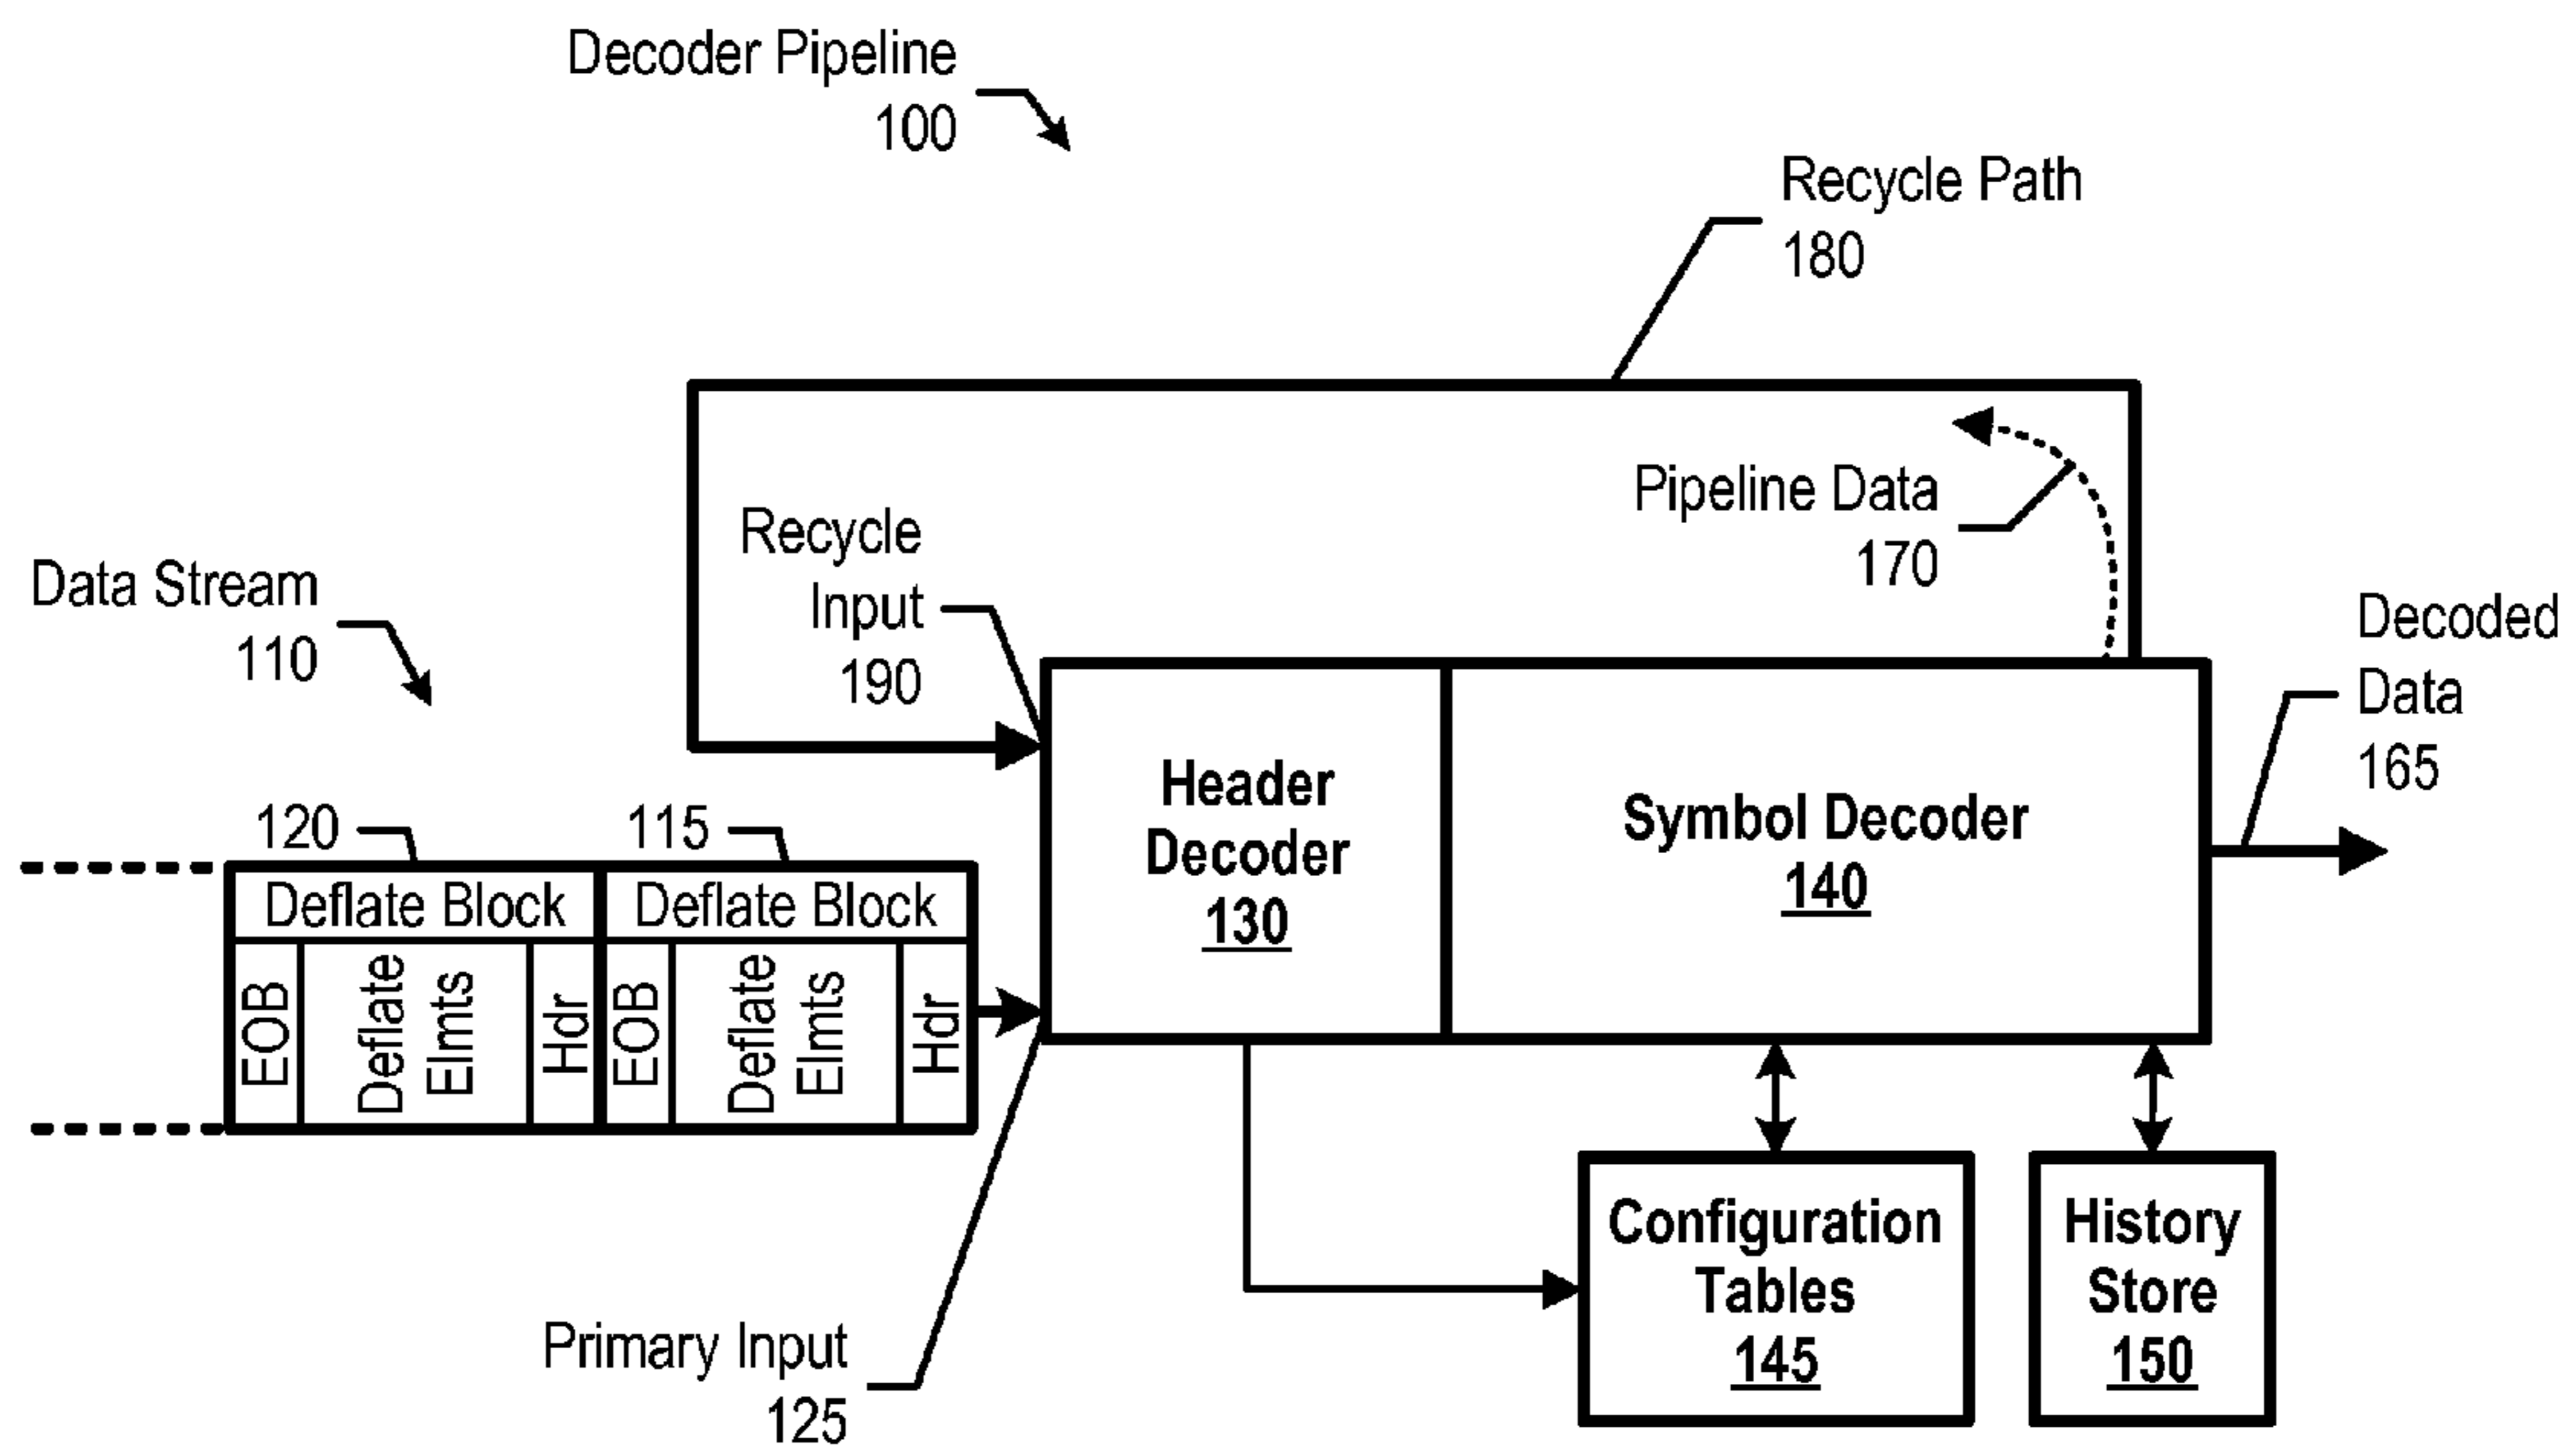 Decoder Pipeline
100
Recycle Path
180
Pipeline Data
170
Recycle
Input
190
Data Stream
110
Decoded
Data
165
120
115
Deflate Block
Deflate Block
EOB
Deflate
Elmts
Hdr
EOB
Deflate
Elmts
Hdr
Header
Decoder
130
Symbol Decoder
140
Configuration
Tables
145
History
Store
150
Primary Input
125